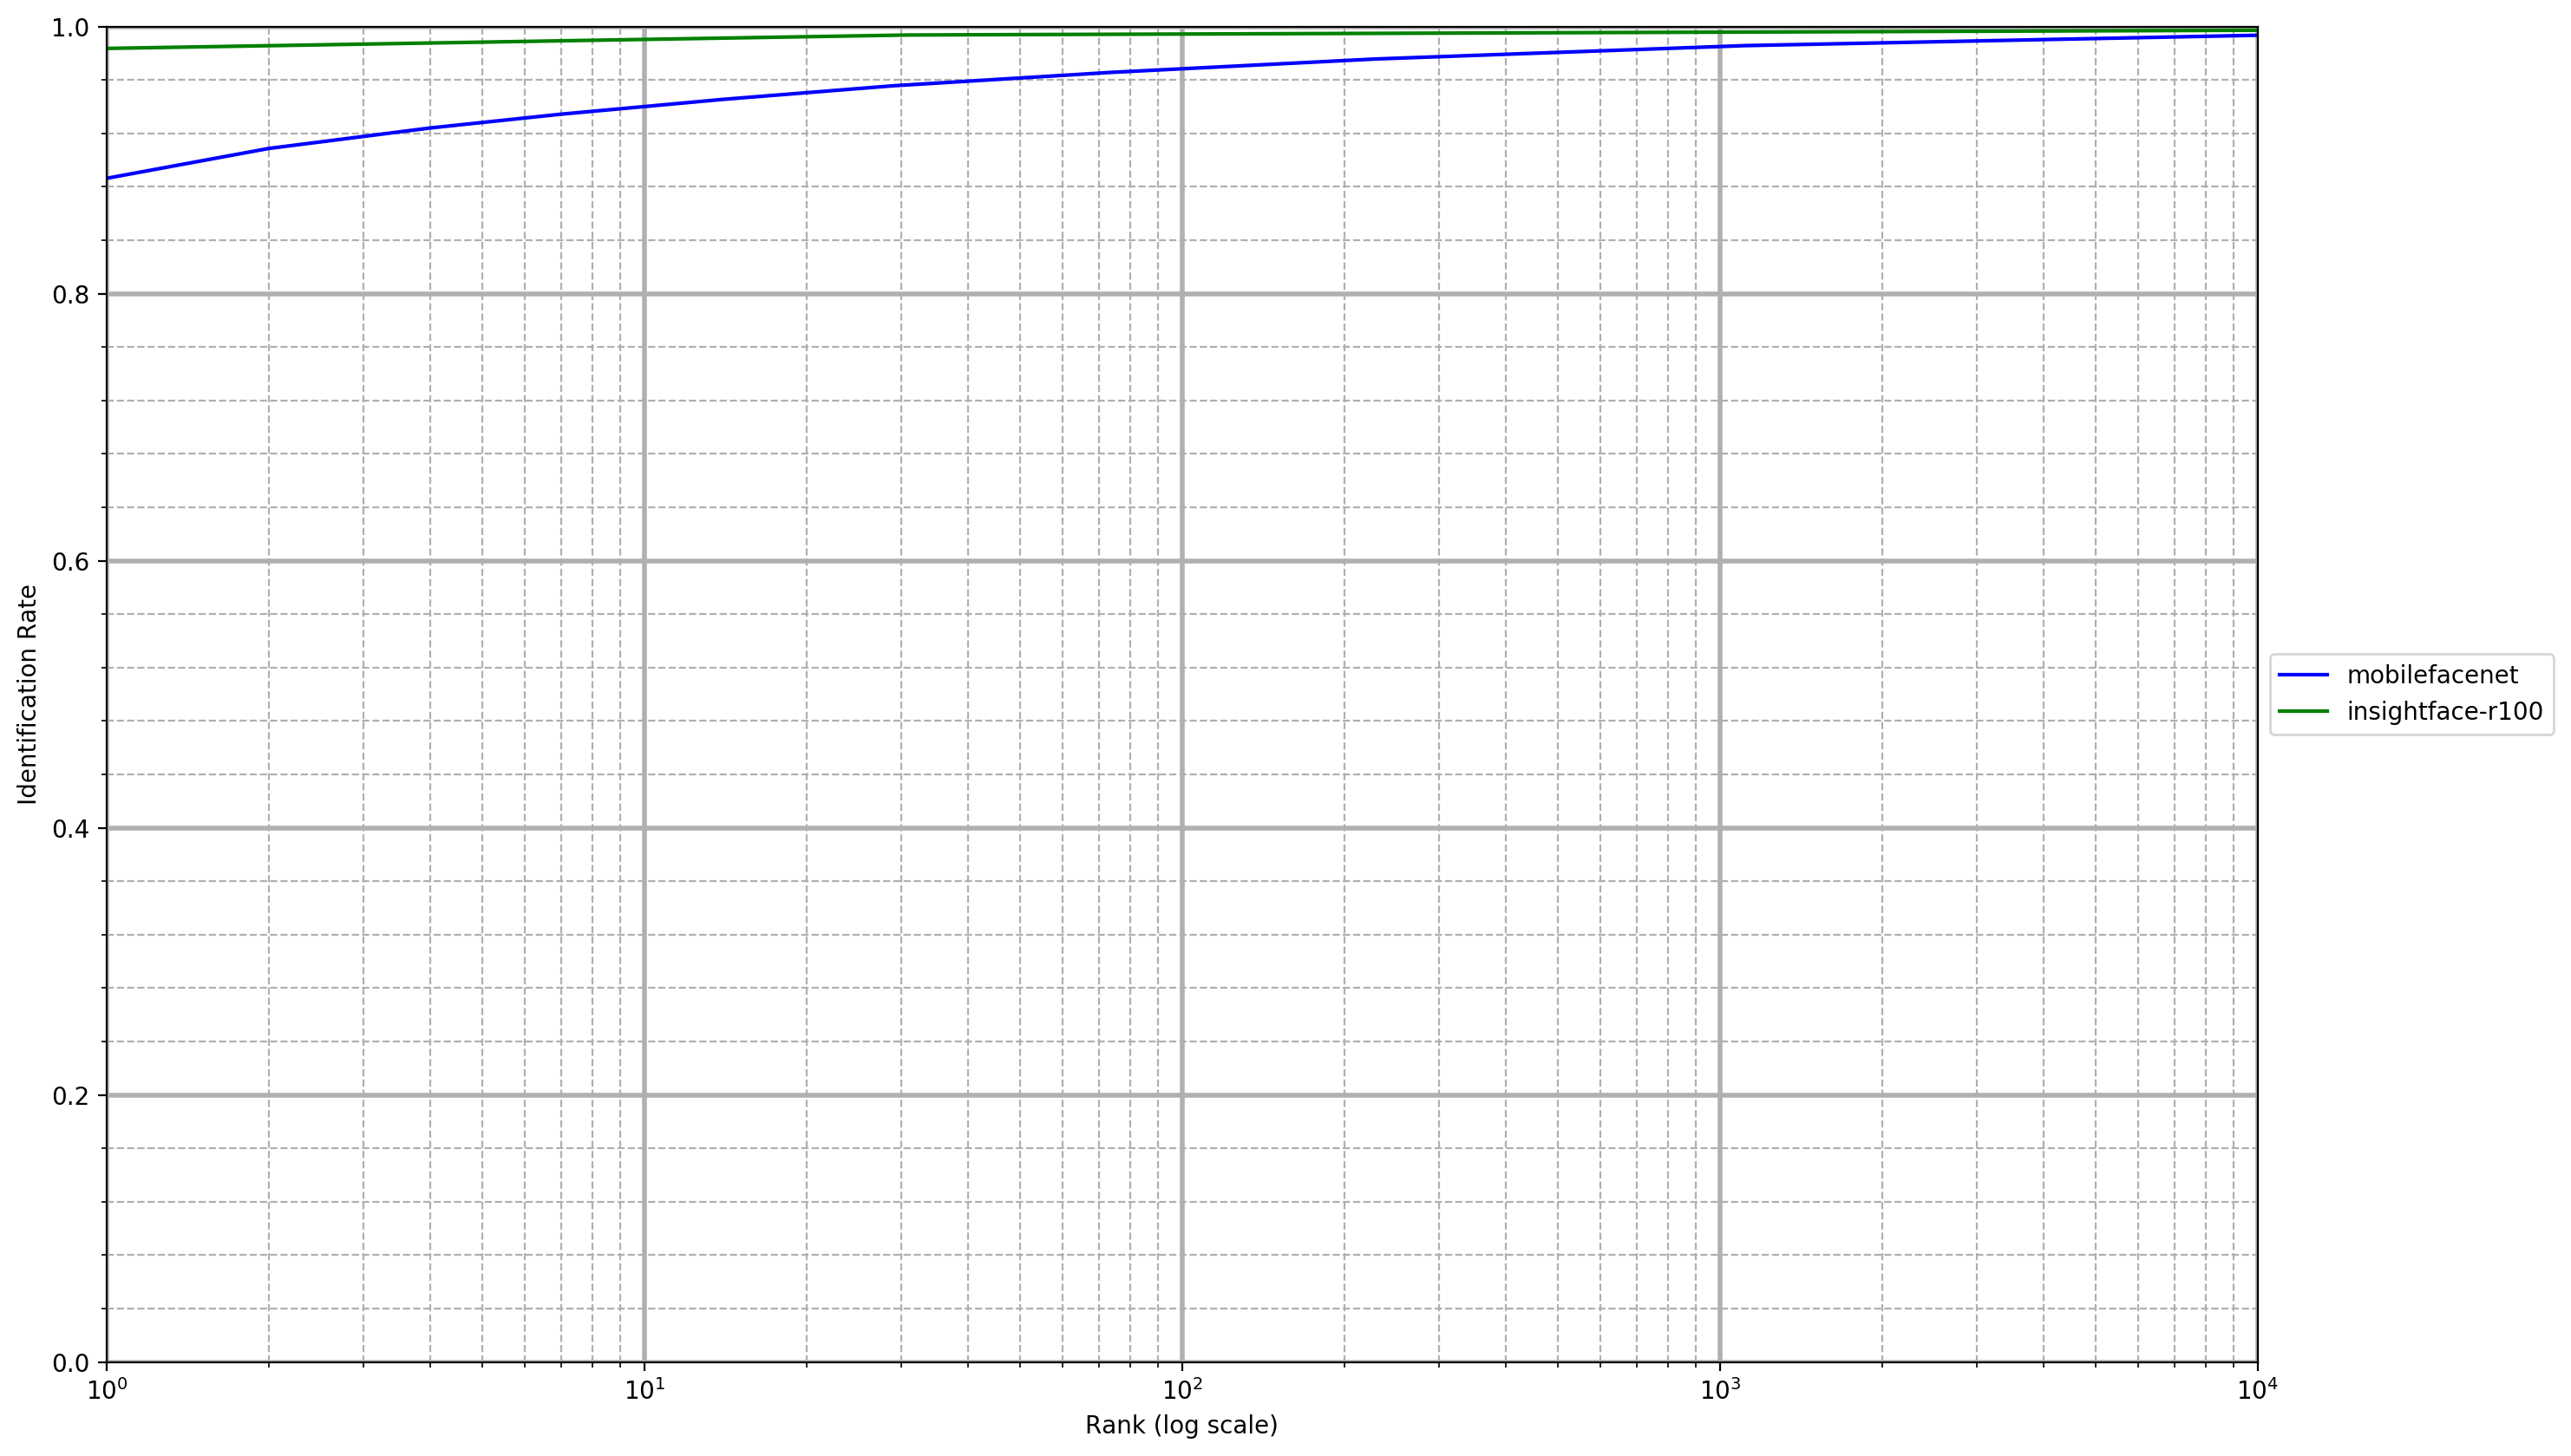 1.0
0.8
0.6
0.4
0.2
0.0
Identification Rate
10⁰ 10¹ 10² 10³ 10⁴
Rank (log scale)
mobilefacenet
insightface-r100